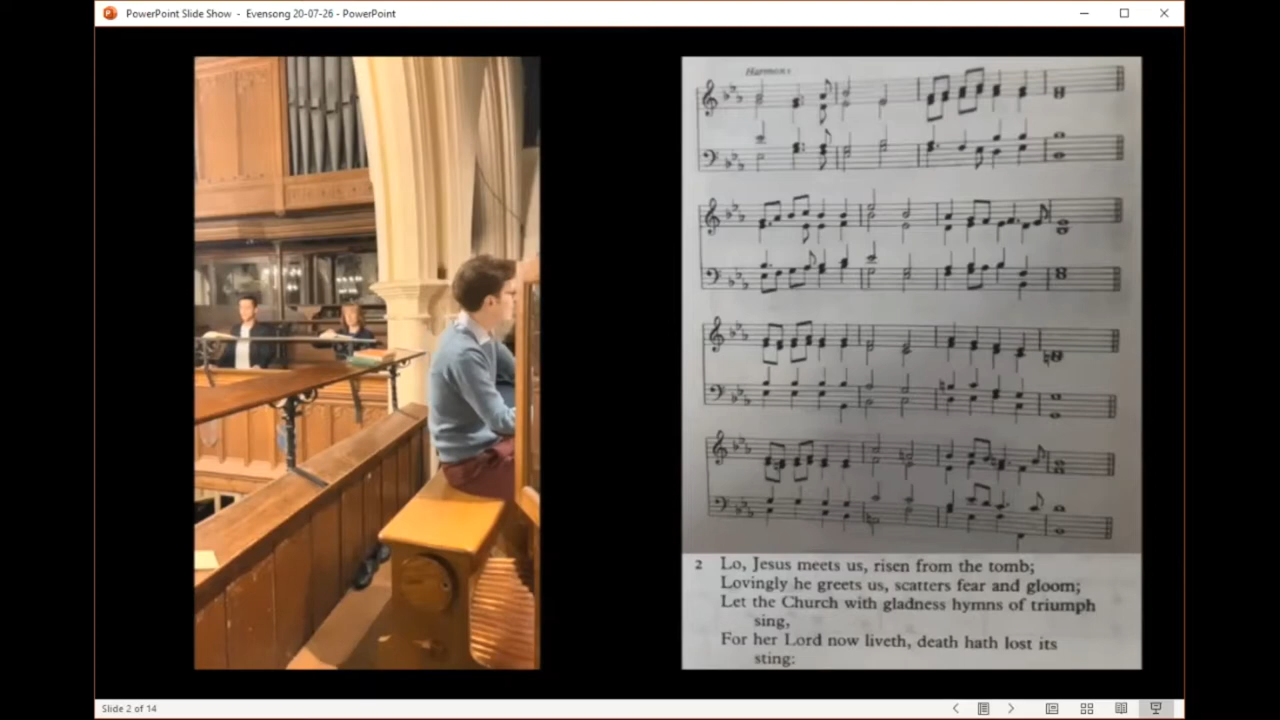 PowerPoint Slide Show - Evensong 20-07-26 - PowerPoint
Harmony
2 Lo, Jesus meets us, risen from the tomb;
Lovingly he greets us, scatters fear and gloom;
Let the Church with gladness hymns of triumph
sing,
For her Lord now liveth, death hath lost its
sting:
Slide 2 of 14